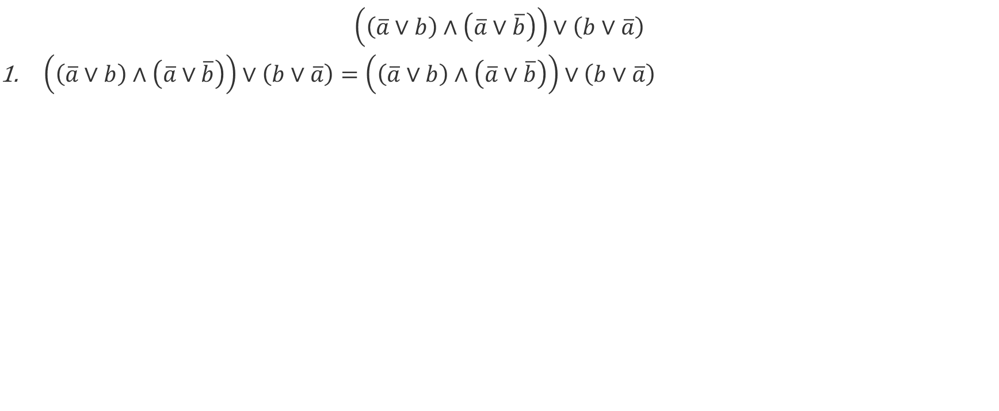 ((a̅ ∨ b) ∧ (a̅ ∨ b̅)) ∨ (b ∨ a̅)
1. ((a̅ ∨ b) ∧ (a̅ ∨ b̅)) ∨ (b ∨ a̅) = ((a̅ ∨ b) ∧ (a̅ ∨ b̅)) ∨ (b ∨ a̅)